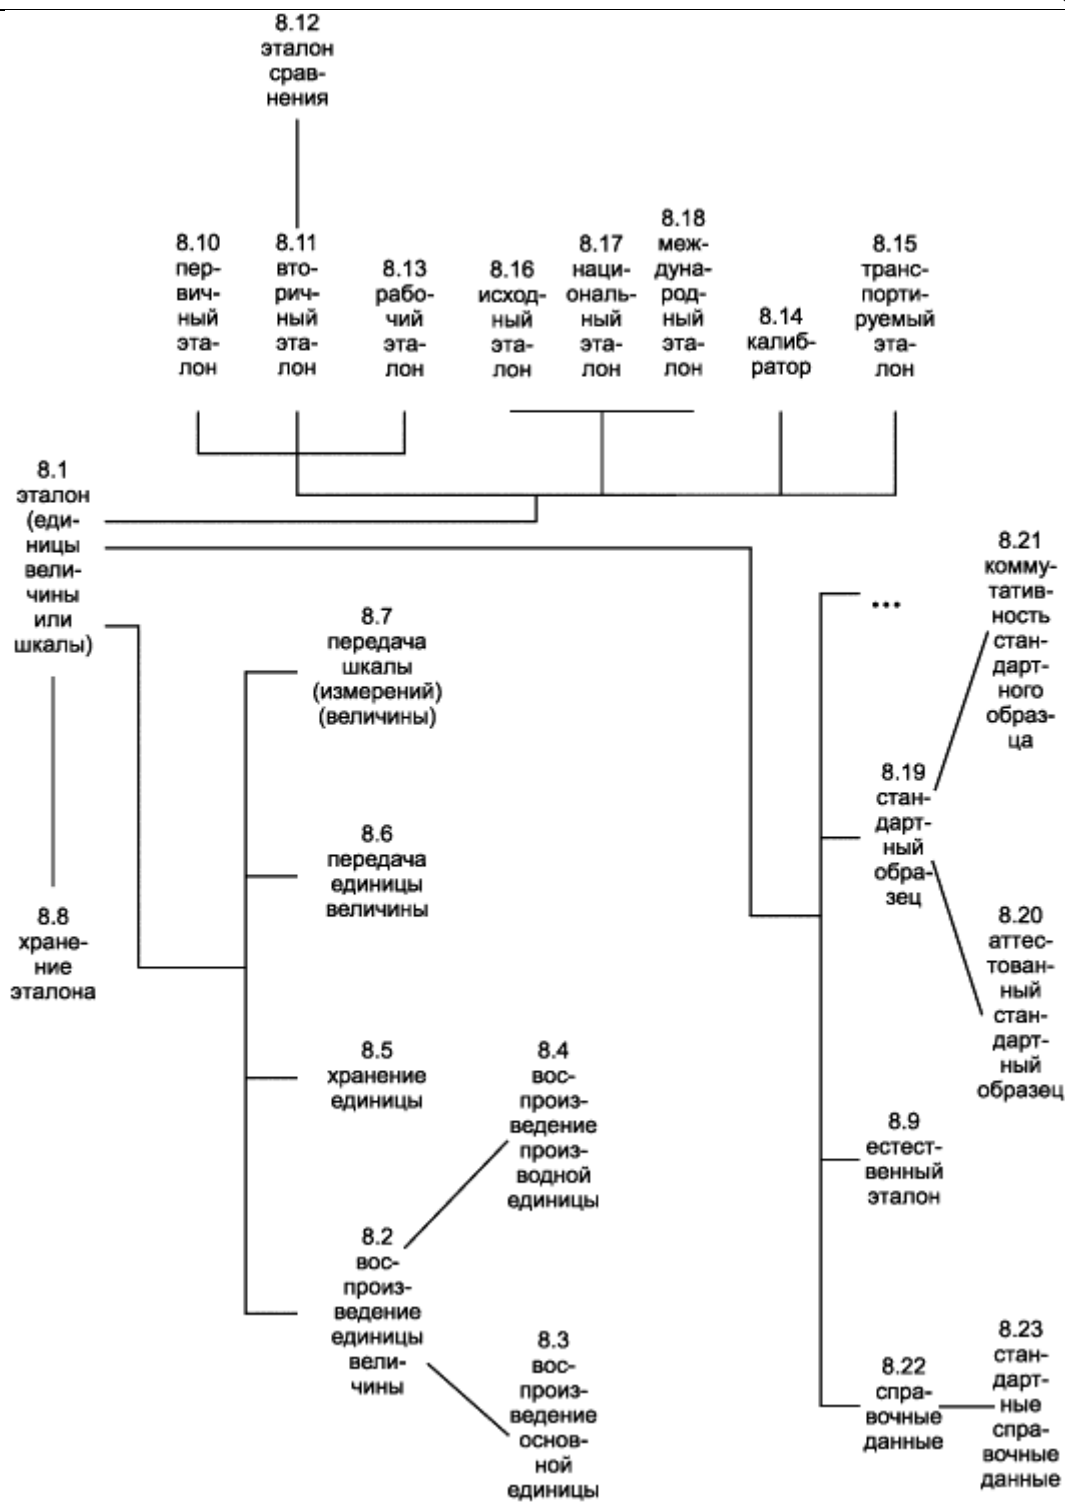 8.12
эталон
срав-
нения
8.10
пер-
вич-
ный
эта-
лон
8.11
вто-
рич-
ный
эта-
лон
8.13
рабо-
чий
эта-
лон
8.16
исход-
ный
эта-
лон
8.17
наци-
ональ-
ный
эта-
лон
8.18
меж-
дуна-
род-
ный
эта-
лон
8.14
калиб-
ратор
8.15
транс-
порти-
руемый
эта-
лон
8.1
эталон
(еди-
ницы
вели-
чины
или
шкалы)
8.7
передача
шкалы
(измерений)
(величины)
8.6
передача
единицы
величины
8.8
хране-
ние
эталона
8.5
хранение
единицы
8.4
вос-
произ-
ведение
произ-
водной
единицы
8.2
вос-
произ-
ведение
единицы
вели-
чины
8.3
вос-
произ-
ведение
основ-
ной
единицы
...
8.21
комму-
татив-
ность
стан-
дарт-
ного
образ-
ца
8.19
стан-
дарт-
ный
обра-
зец
8.20
аттес-
тован-
ный
стан-
дарт-
ный
образец
8.9
естест-
венный
эталон
8.22
спра-
вочные
данные
8.23
стан-
дарт-
ные
спра-
вочные
данные